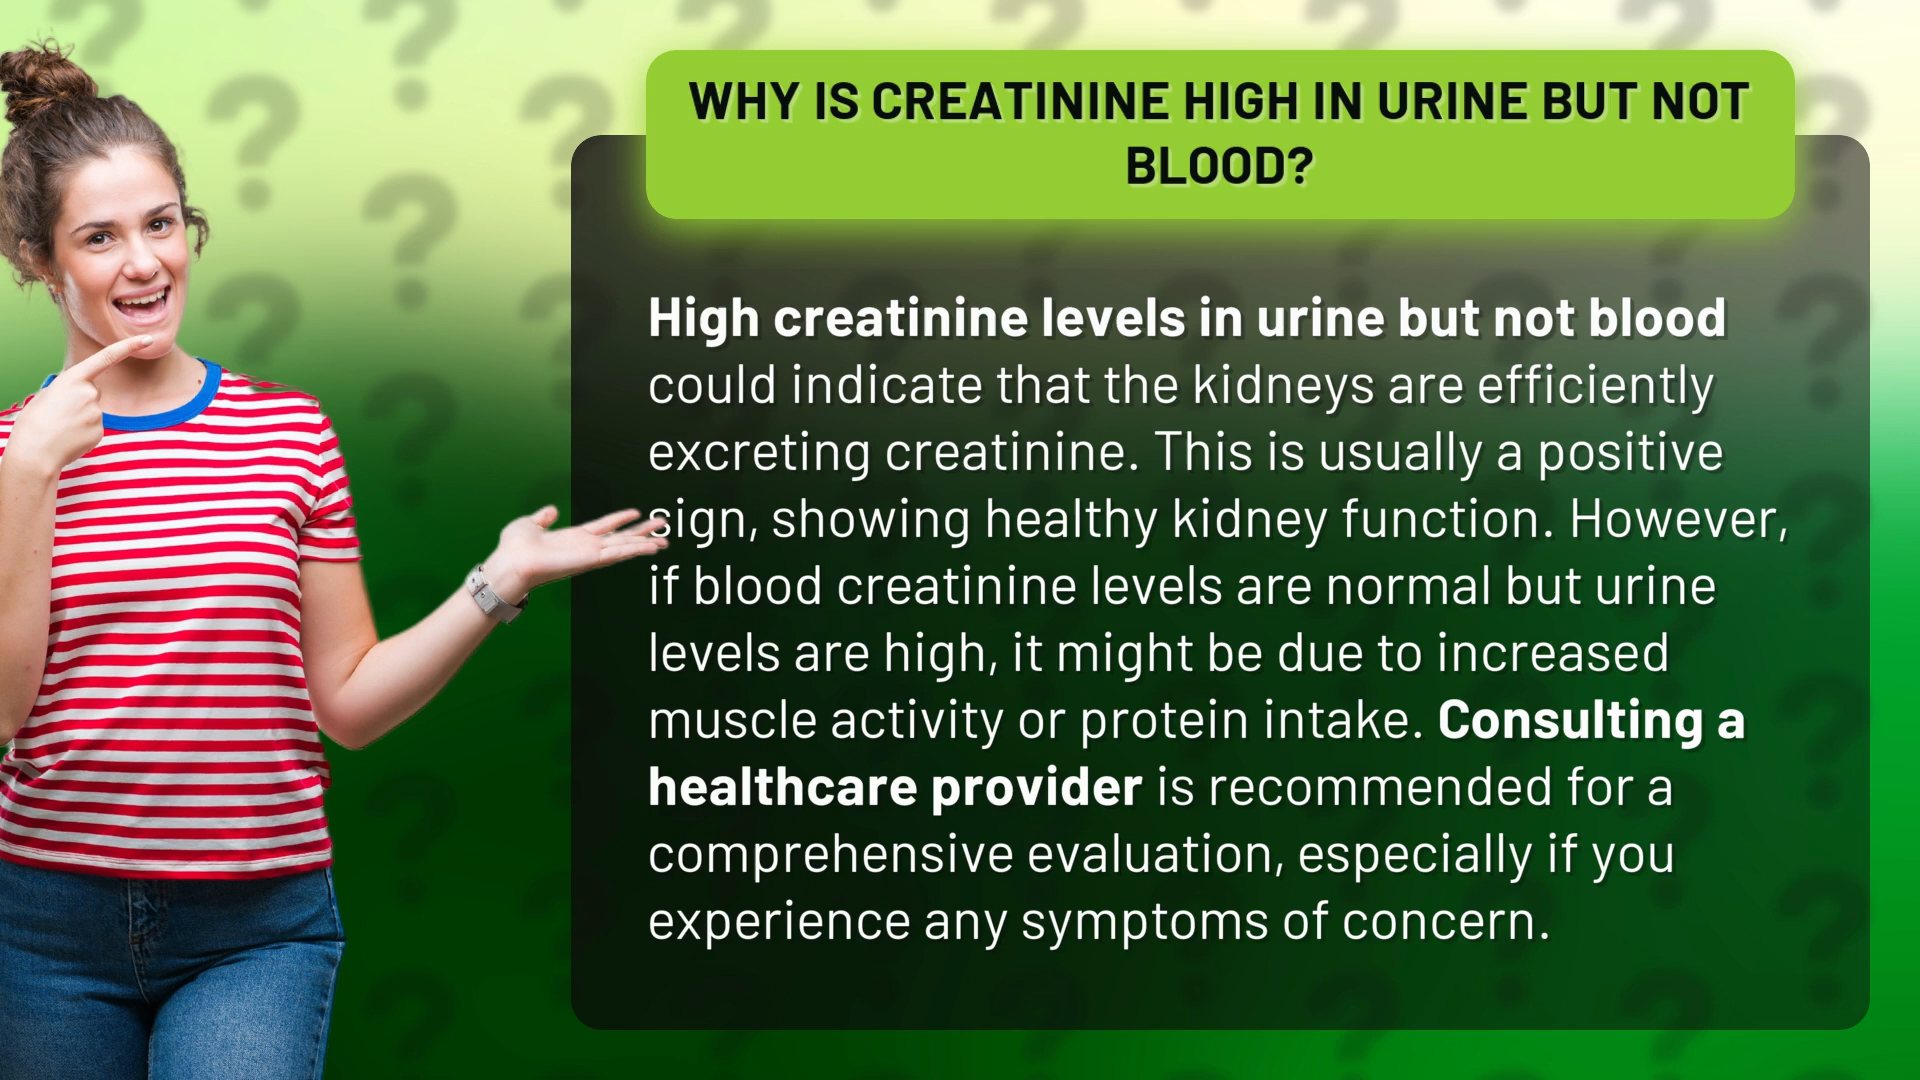 WHY IS CREATININE HIGH IN URINE BUT NOT
BLOOD?
High creatinine levels in urine but not blood
could indicate that the kidneys are efficiently
excreting creatinine. This is usually a positive
sign, showing healthy kidney function. However,
if blood creatinine levels are normal but urine
levels are high, it might be due to increased
muscle activity or protein intake. Consulting a
healthcare provider is recommended for a
comprehensive evaluation, especially if you
experience any symptoms of concern.